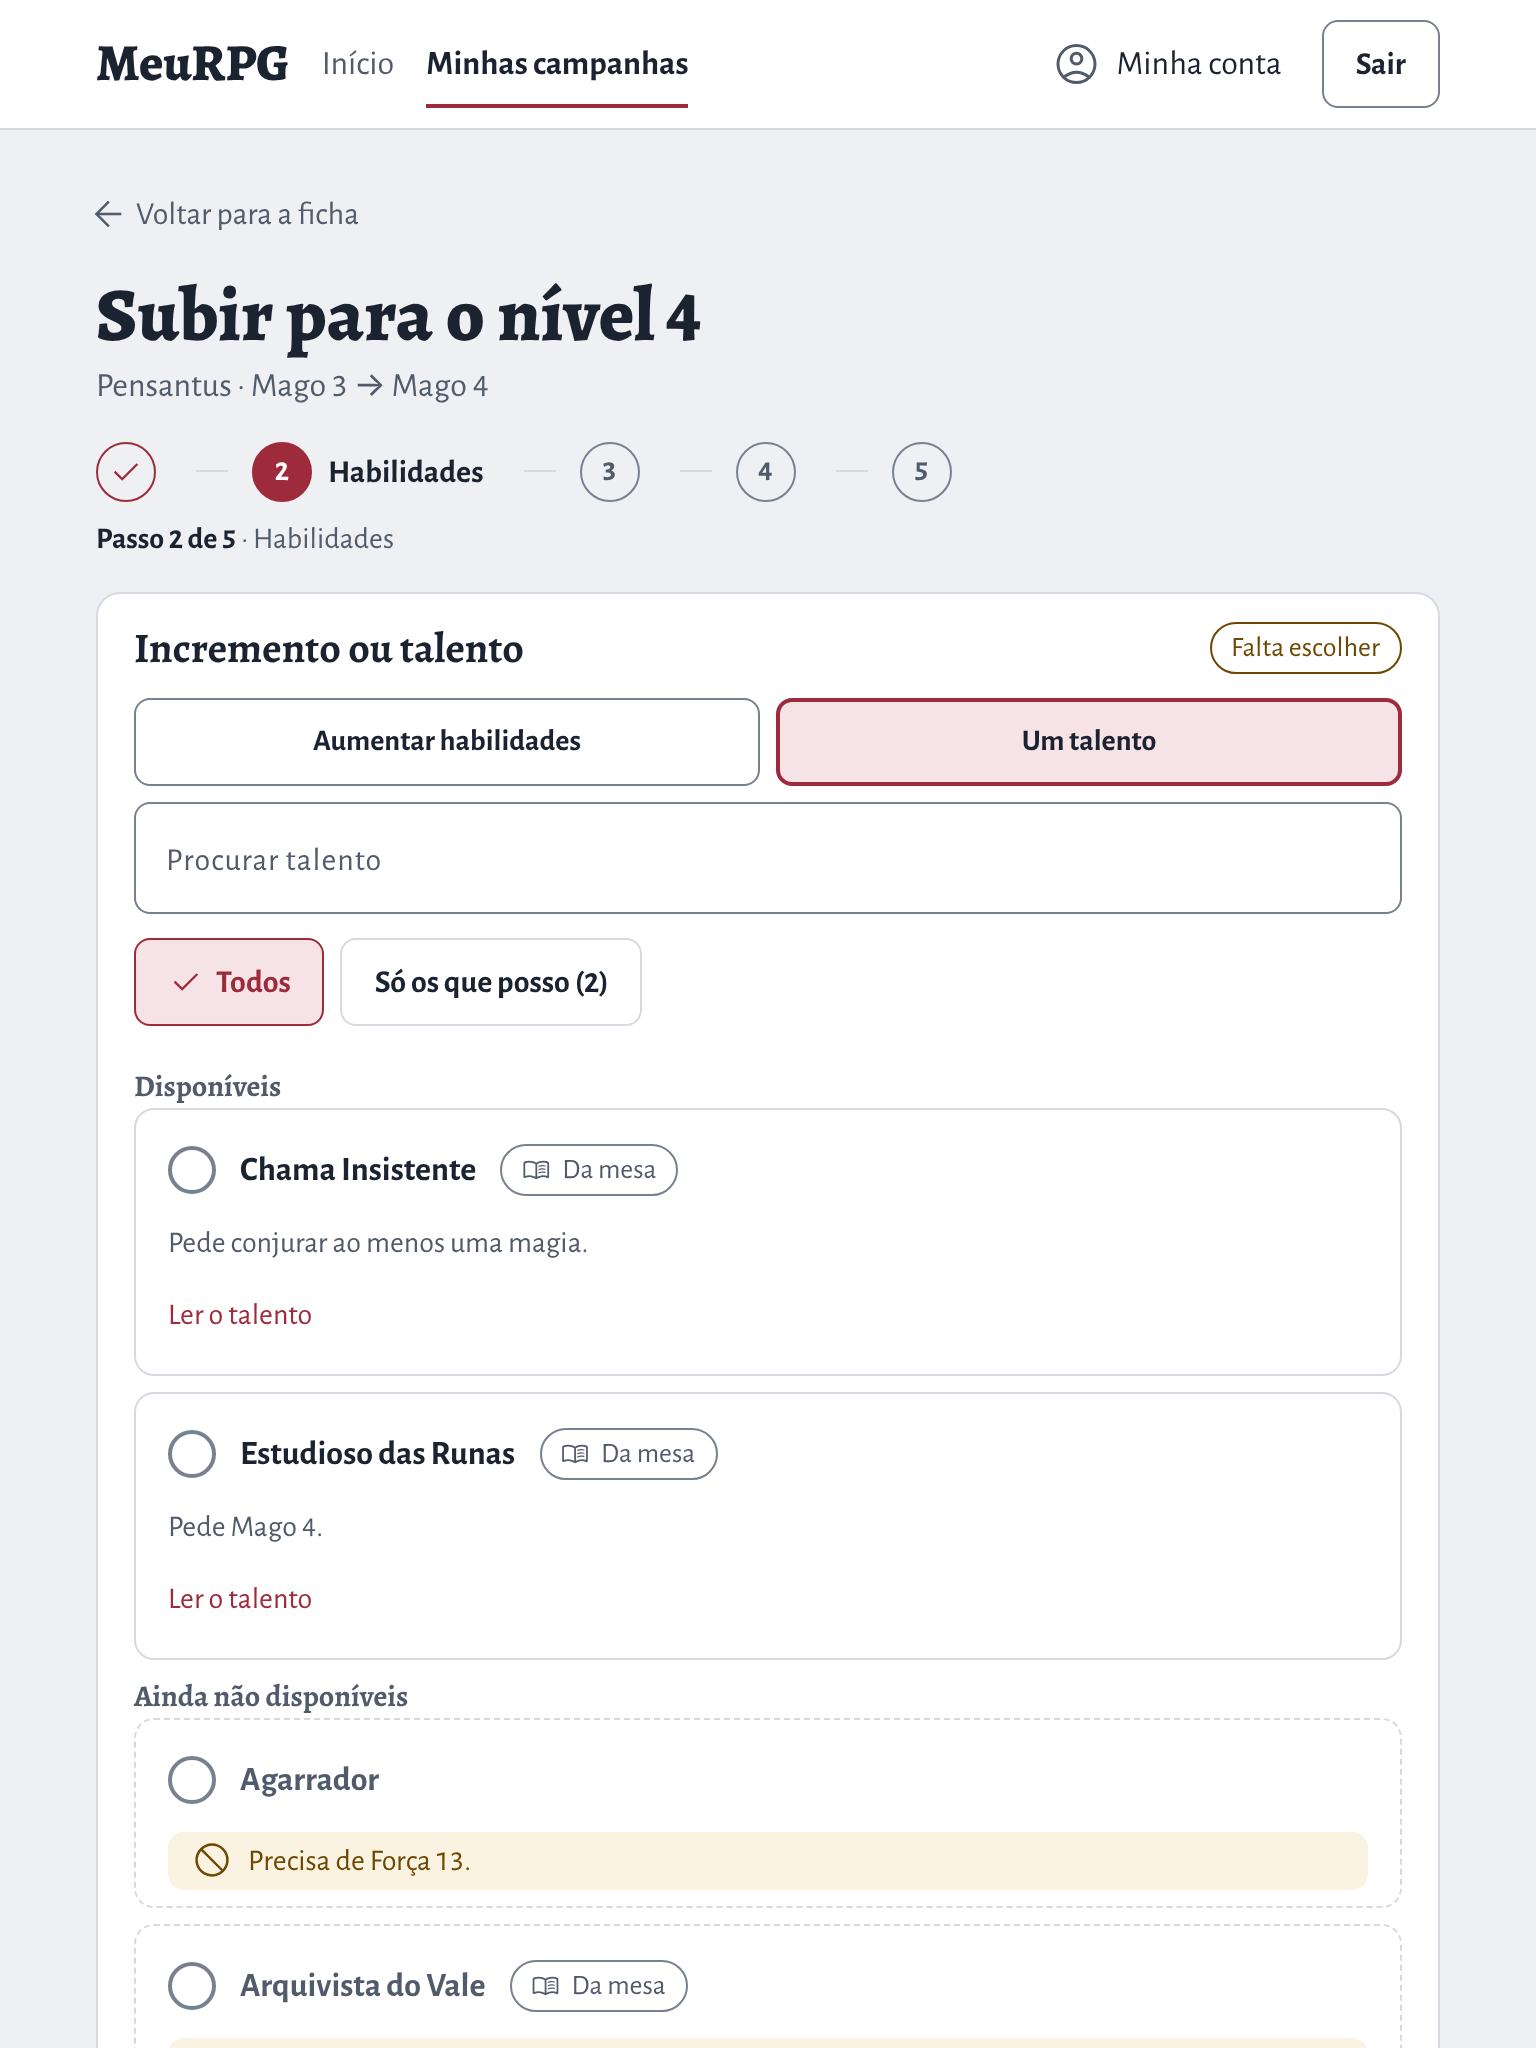 MeuRPG Início Minhas campanhas Minha conta Sair
Voltar para a ficha
Subir para o nível 4
Pensantus · Mago 3 → Mago 4
2 Habilidades 3 4 5
Passo 2 de 5 · Habilidades
Incremento ou talento Falta escolher
Aumentar habilidades Um talento
Procurar talento
Todos Só os que posso (2)
Disponíveis
Chama Insistente Da mesa
Pede conjurar ao menos uma magia.
Ler o talento
Estudioso das Runas Da mesa
Pede Mago 4.
Ler o talento
Ainda não disponíveis
Agarrador
Precisa de Força 13.
Arquivista do Vale Da mesa